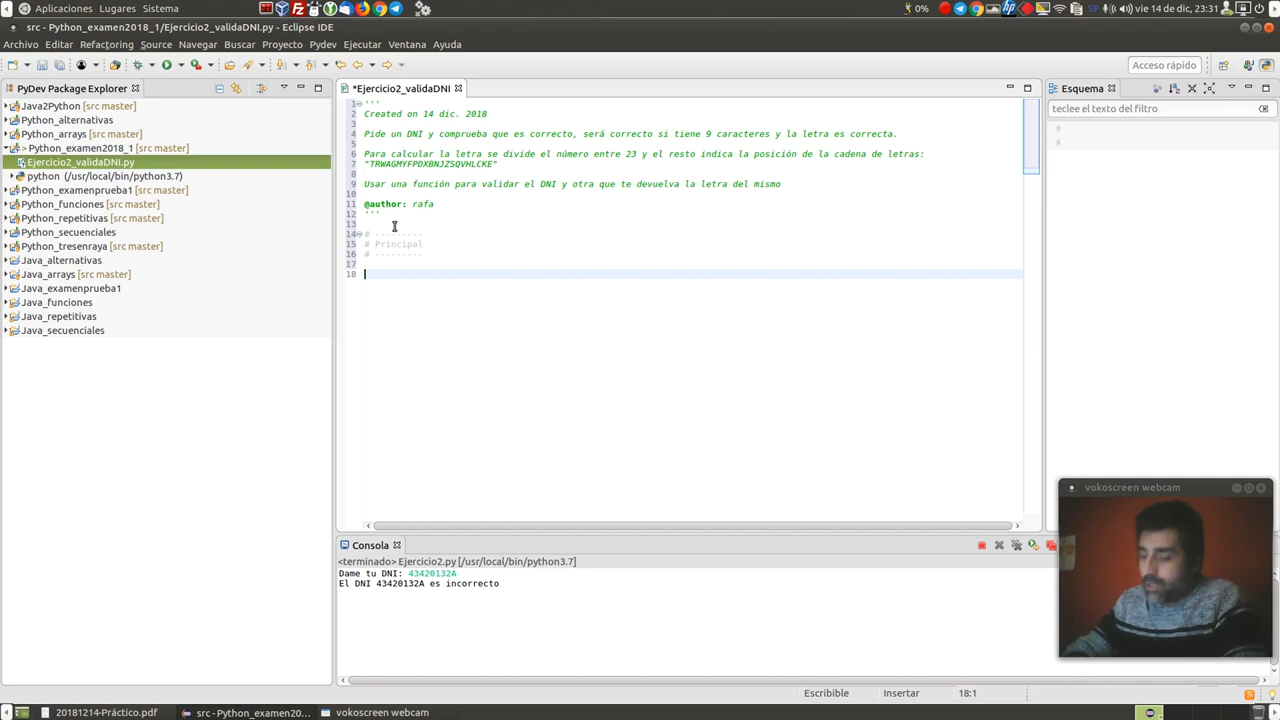 Aplicaciones Lugares Sistema
0% SP vie 14 de dic, 23:31
src - Python_examen2018_1/Ejercicio2_validaDNI.py - Eclipse IDE
Archivo Editar Refactoring Source Navegar Buscar Proyecto Pydev Ejecutar Ventana Ayuda
Acceso rápido
PyDev Package Explorer
Java2Python [src master]
Python_alternativas
Python_arrays [src master]
> Python_examen2018_1 [src master]
Ejercicio2_validaDNI.py
python (/usr/local/bin/python3.7)
Python_examenprueba1 [src master]
Python_funciones [src master]
Python_repetitivas [src master]
Python_secuenciales
Python_tresenraya [src master]
Java_alternativas
Java_arrays [src master]
Java_examenprueba1
Java_funciones
Java_repetitivas
Java_secuenciales
*Ejercicio2_validaDNI
1 '''
2 Created on 14 dic. 2018
3
4 Pide un DNI y comprueba que es correcto, será correcto si tiene 9 caracteres y la letra es correcta.
5
6 Para calcular la letra se divide el número entre 23 y el resto indica la posición de la cadena de letras:
7 "TRWAGMYFPDXBNJZSQVHLCKE"
8
9 Usar una función para validar el DNI y otra que te devuelva la letra del mismo
10
11 @author: rafa
12 '''
13
14 # ---------
15 # Principal
16 # ---------
17
18
Esquema
teclee el texto del filtro
#
#
Consola
<terminado> Ejercicio2.py [/usr/local/bin/python3.7]
Dame tu DNI: 43420132A
El DNI 43420132A es incorrecto
vokoscreen webcam
Escribible Insertar 18:1
20181214-Práctico.pdf src - Python_examen20... vokoscreen webcam